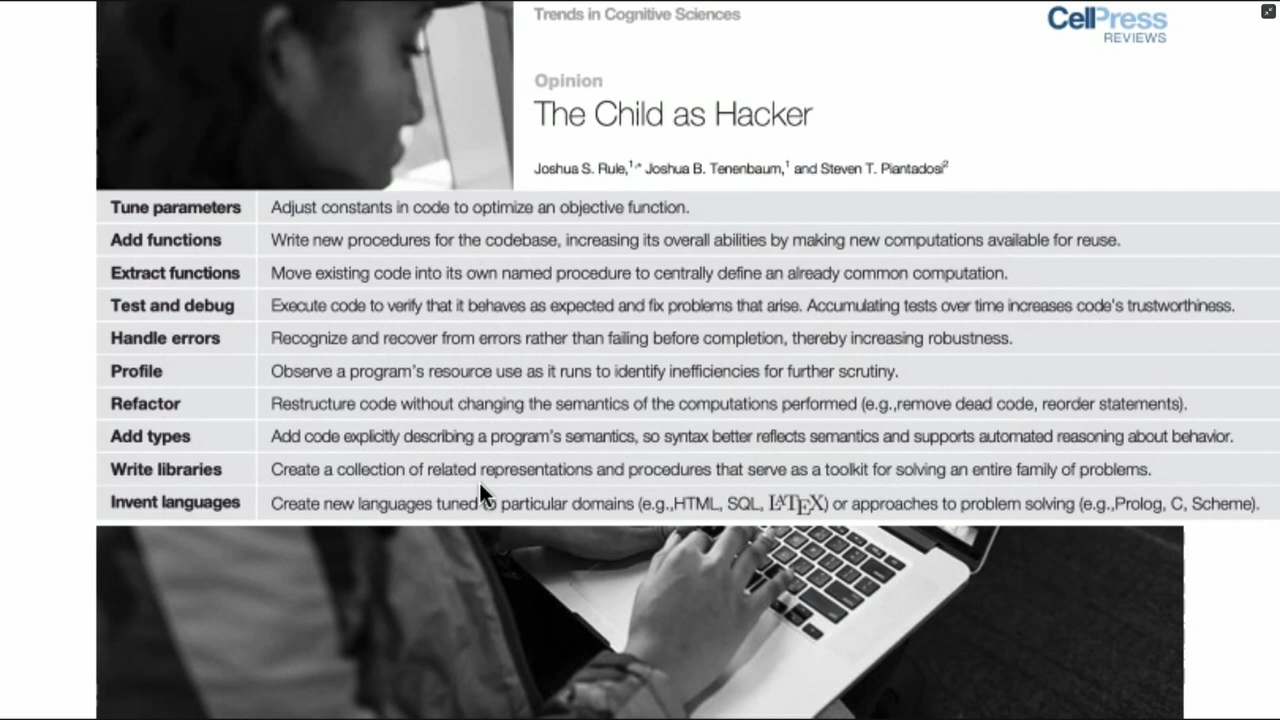 Trends in Cognitive Sciences
CellPress
REVIEWS
Opinion
The Child as Hacker
Joshua S. Rule,1,* Joshua B. Tenenbaum,1 and Steven T. Piantadosi2
Tune parameters Adjust constants in code to optimize an objective function.
Add functions Write new procedures for the codebase, increasing its overall abilities by making new computations available for reuse.
Extract functions Move existing code into its own named procedure to centrally define an already common computation.
Test and debug Execute code to verify that it behaves as expected and fix problems that arise. Accumulating tests over time increases code's trustworthiness.
Handle errors Recognize and recover from errors rather than failing before completion, thereby increasing robustness.
Profile Observe a program's resource use as it runs to identify inefficiencies for further scrutiny.
Refactor Restructure code without changing the semantics of the computations performed (e.g.,remove dead code, reorder statements).
Add types Add code explicitly describing a program's semantics, so syntax better reflects semantics and supports automated reasoning about behavior.
Write libraries Create a collection of related representations and procedures that serve as a toolkit for solving an entire family of problems.
Invent languages Create new languages tuned to particular domains (e.g.,HTML, SQL, LATEX) or approaches to problem solving (e.g.,Prolog, C, Scheme).